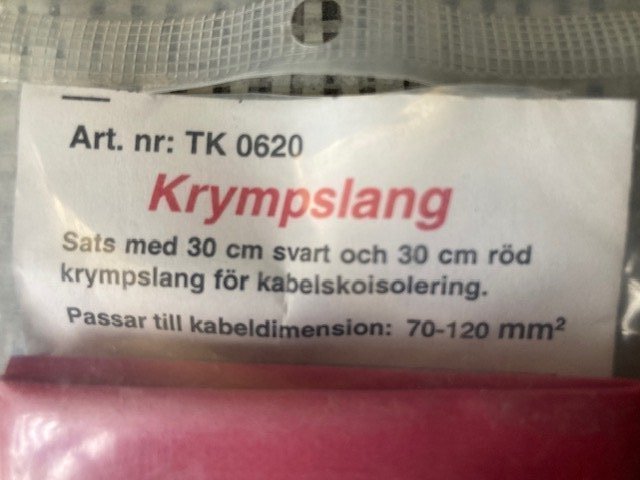 Art. nr: TK 0620
Krympslang
Sats med 30 cm svart och 30 cm röd
krympslang för kabelskoisolering.
Passar till kabeldimension: 70-120 mm²